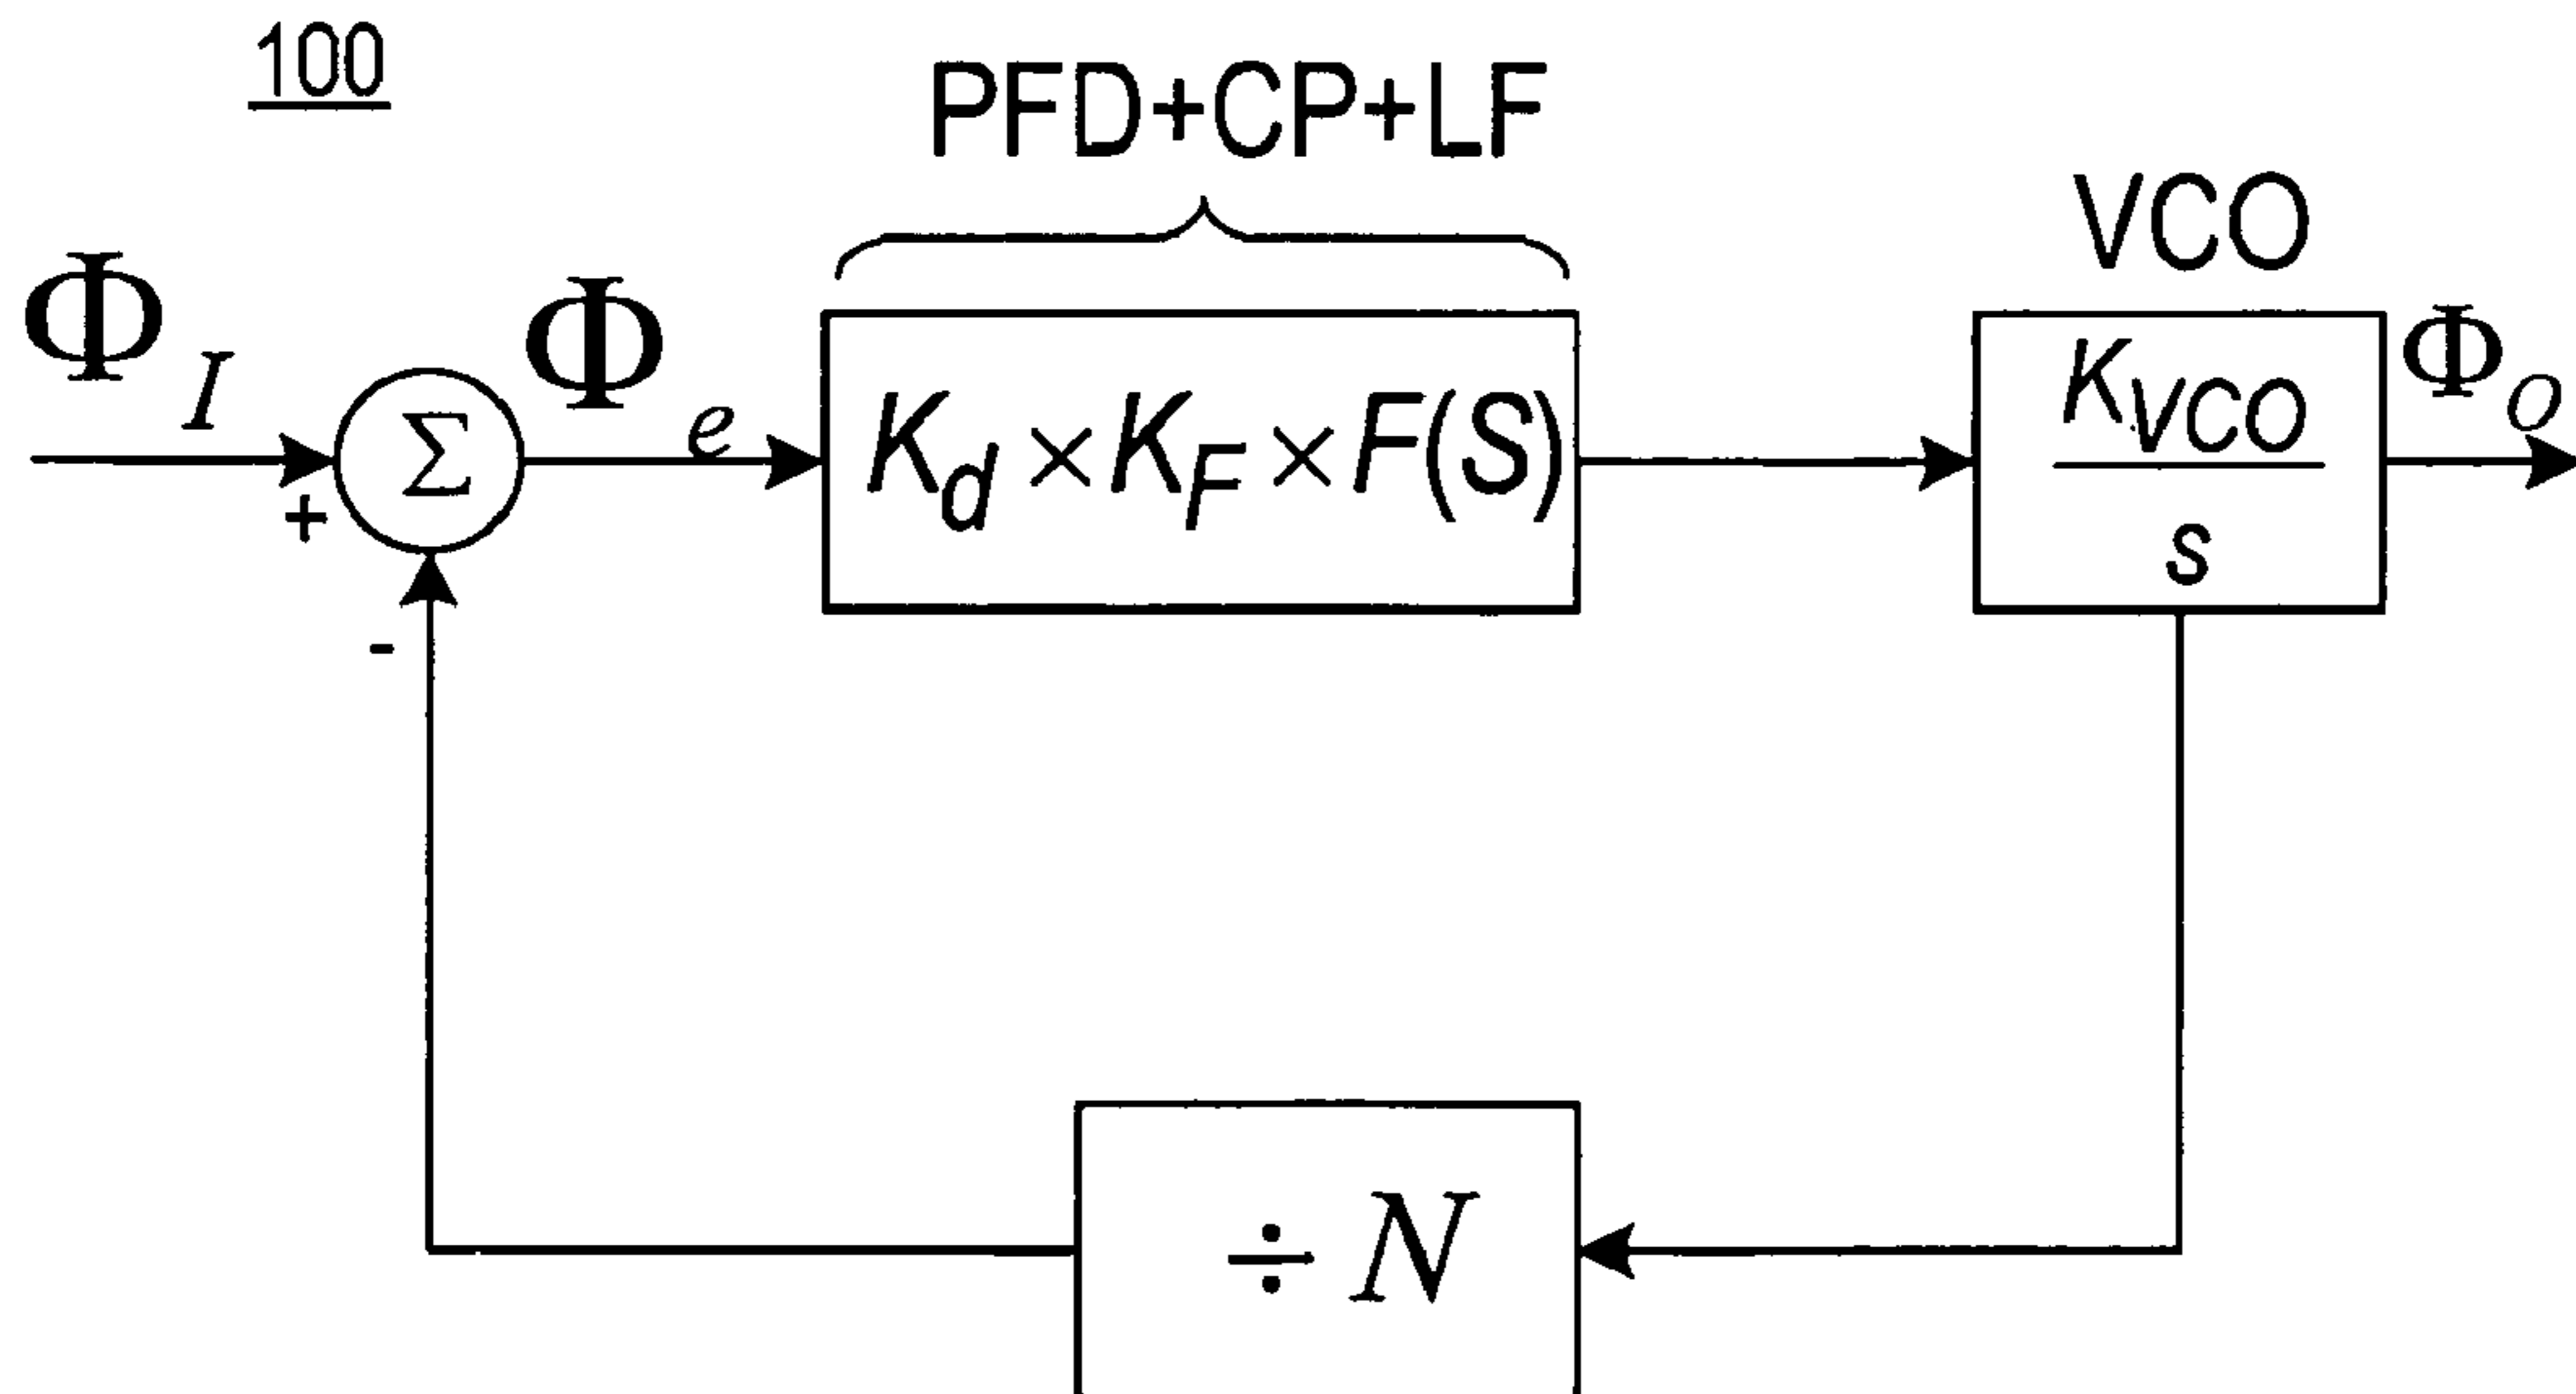 100
PFD+CP+LF
VCO
Φ_I
+
-
Σ
Φ_e
K_d × K_F × F(S)
K_VCO
s
Φ_O
÷ N